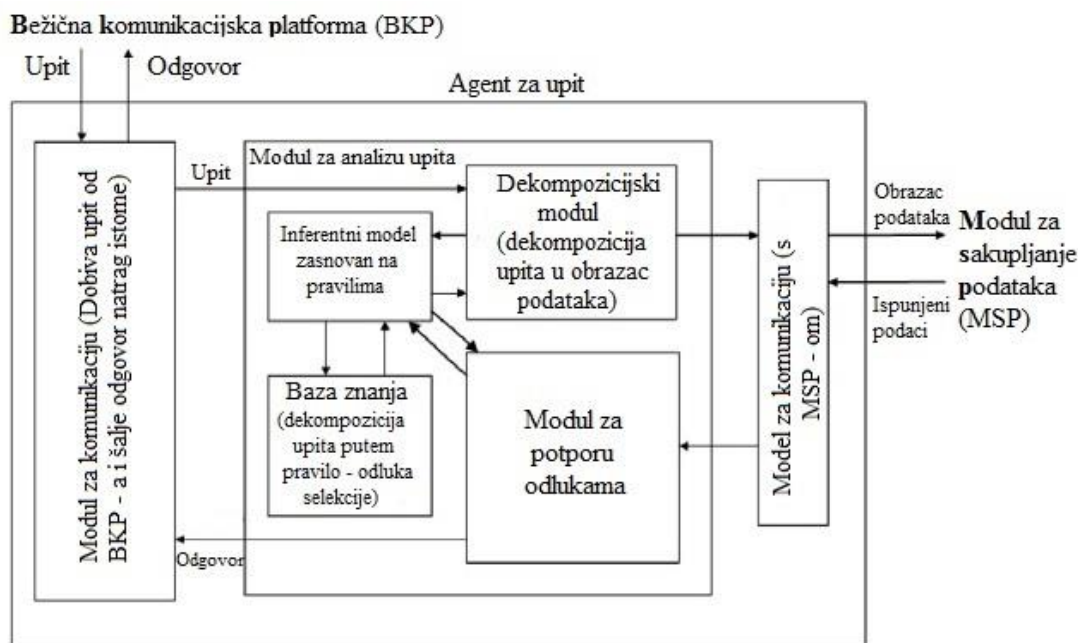 Bežična komunikacijska platforma (BKP)
Upit
Odgovor
Agent za upit
Modul za komunikaciju (Dobiva upit od
BKP - a i šalje odgovor natrag istome)
Upit
Modul za analizu upita
Dekompozicijski
modul
(dekompozicija
upita u obrazac
podataka)
Inferentni model
zasnovan na
pravilima
Baza znanja
(dekompozicija
upita putem
pravilo - odluka
selekcije)
Modul za
potporu
odlukama
Odgovor
Model za komunikaciju (s
MSP - om)
Obrazac
podataka
Ispunjeni
podaci
Modul za
sakupljanje
podataka
(MSP)